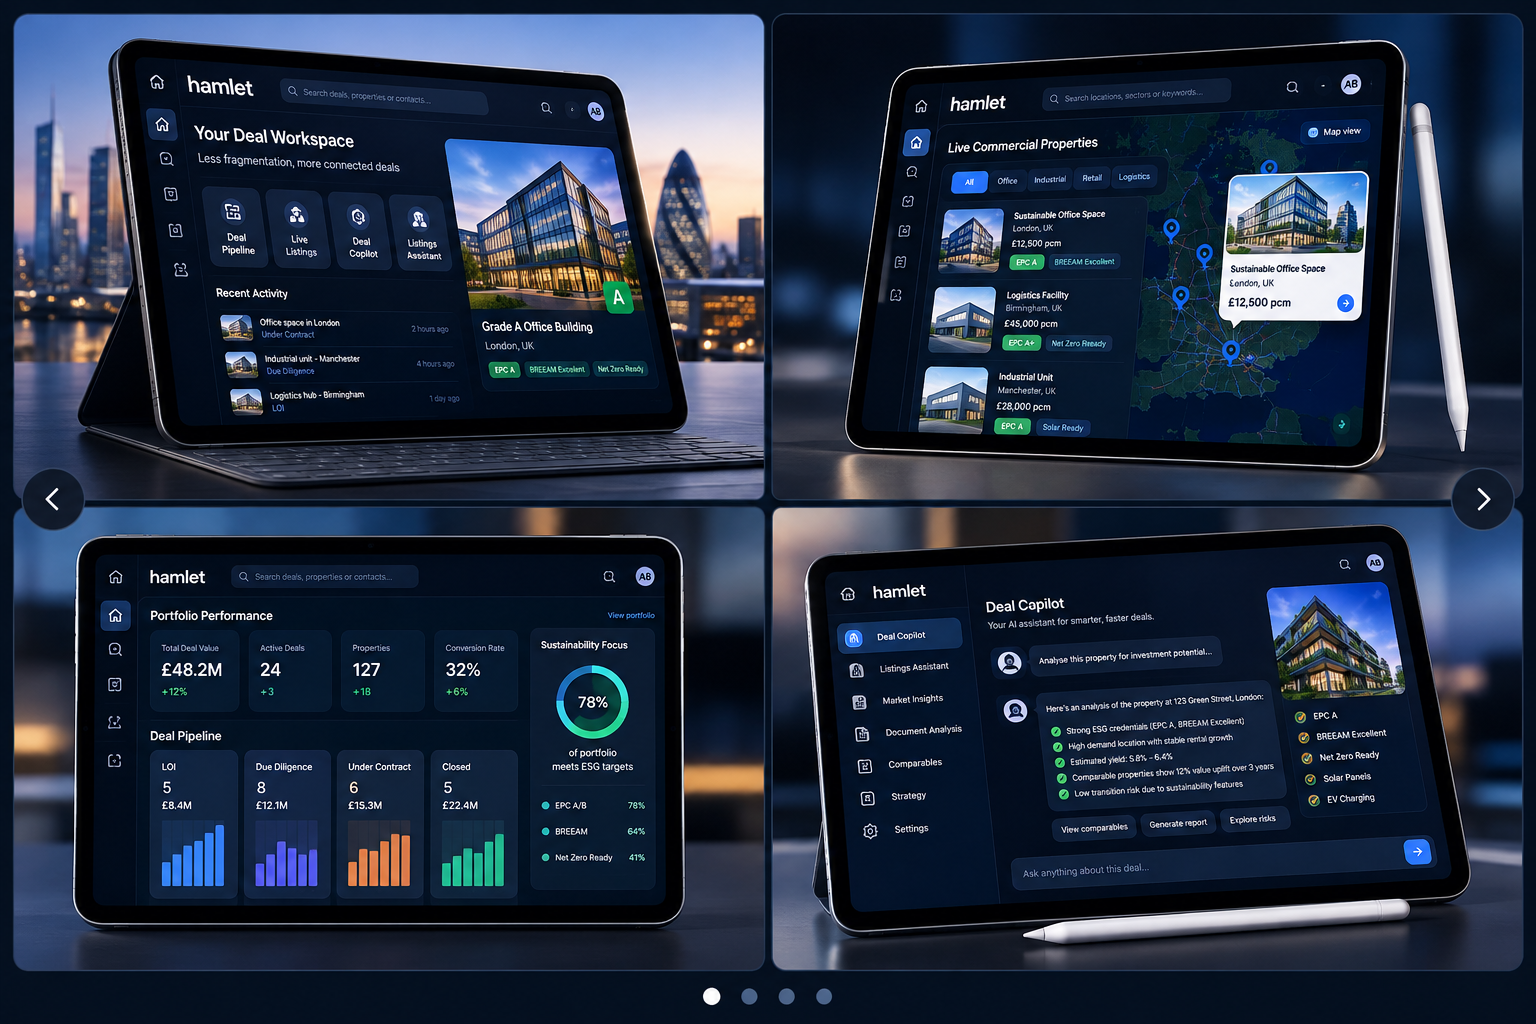 hamlet
Search deals, properties or contacts...
AB
Your Deal Workspace
Less fragmentation, more connected deals
Deal
Pipeline
Live
Listings
Deal
Copilot
Listings
Assistant
Recent Activity
Office space in London
Under Contract
2 hours ago
Industrial unit - Manchester
Due Diligence
4 hours ago
Logistics hub - Birmingham
LOI
1 day ago
A
Grade A Office Building
London, UK
EPC A
BREEAM Excellent
Net Zero Ready
hamlet
Search locations, sectors or keywords...
AB
Live Commercial Properties
Map view
All
Office
Industrial
Retail
Logistics
Sustainable Office Space
London, UK
£12,500 pcm
EPC A
BREEAM Excellent
Logistics Facility
Birmingham, UK
£45,000 pcm
EPC A+
Net Zero Ready
Industrial Unit
Manchester, UK
£28,000 pcm
EPC A
Solar Ready
Sustainable Office Space
London, UK
£12,500 pcm
hamlet
Search deals, properties or contacts...
AB
Portfolio Performance
View portfolio
Total Deal Value
£48.2M
+12%
Active Deals
24
+3
Properties
127
+18
Conversion Rate
32%
+6%
Deal Pipeline
LOI
5
£8.4M
Due Diligence
8
£12.1M
Under Contract
6
£15.3M
Closed
5
£22.4M
Sustainability Focus
78%
of portfolio
meets ESG targets
EPC A/B 78%
BREEAM 64%
Net Zero Ready 41%
hamlet
AB
Deal Copilot
Listings Assistant
Market Insights
Document Analysis
Comparables
Strategy
Settings
Deal Copilot
Your AI assistant for smarter, faster deals.
Analyse this property for investment potential...
Here's an analysis of the property at 123 Green Street, London:
Strong ESG credentials (EPC A, BREEAM Excellent)
High demand location with stable rental growth
Estimated yield: 5.8% - 6.4%
Comparable properties show 12% value uplift over 3 years
Low transition risk due to sustainability features
View comparables
Generate report
Explore risks
Ask anything about this deal...
EPC A
BREEAM Excellent
Net Zero Ready
Solar Panels
EV Charging